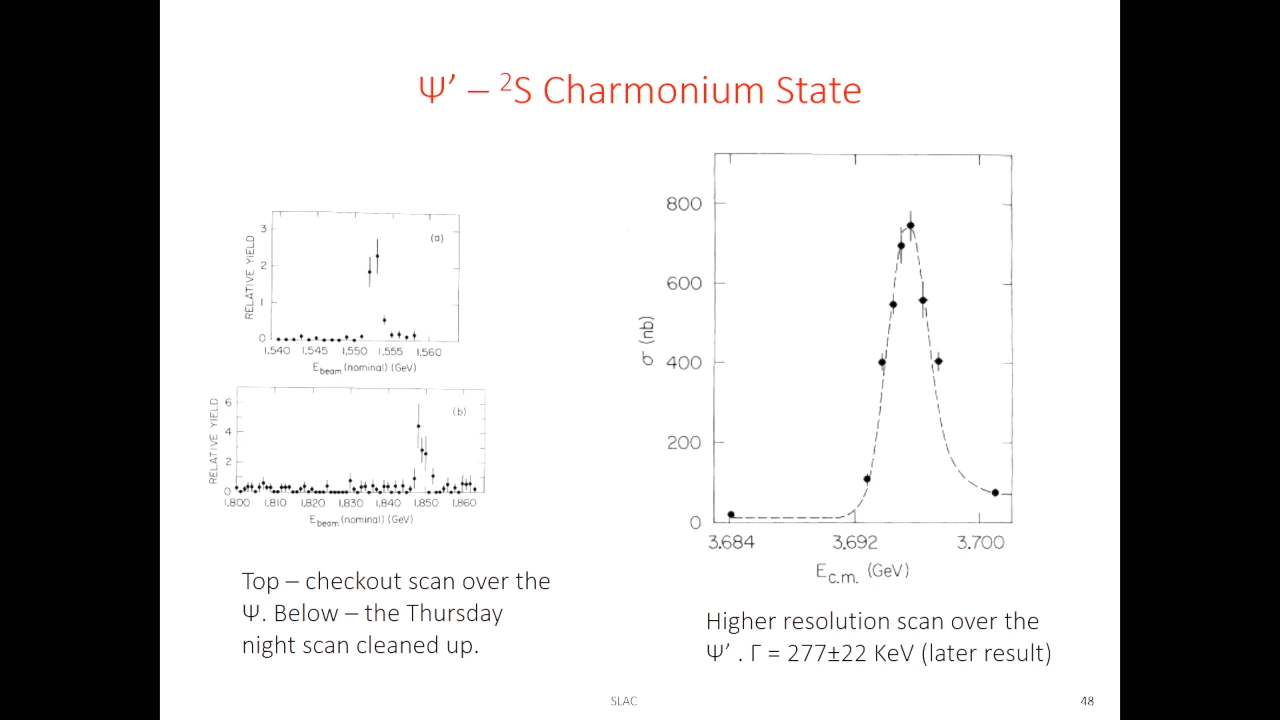 Ψ’ – ²S Charmonium State
3
2
1
0
RELATIVE YIELD
(a)
1.540 1.545 1.550 1.555 1.560
Ebeam (nominal) (GeV)
6
4
2
0
RELATIVE YIELD
(b)
1.800 1.810 1.820 1.830 1.840 1.850 1.860
Ebeam (nominal) (GeV)
Top – checkout scan over the
Ψ. Below – the Thursday
night scan cleaned up.
800
600
400
200
0
σ (nb)
3.684 3.692 3.700
Ec.m. (GeV)
Higher resolution scan over the
Ψ’ . Γ = 277±22 KeV (later result)
SLAC
48